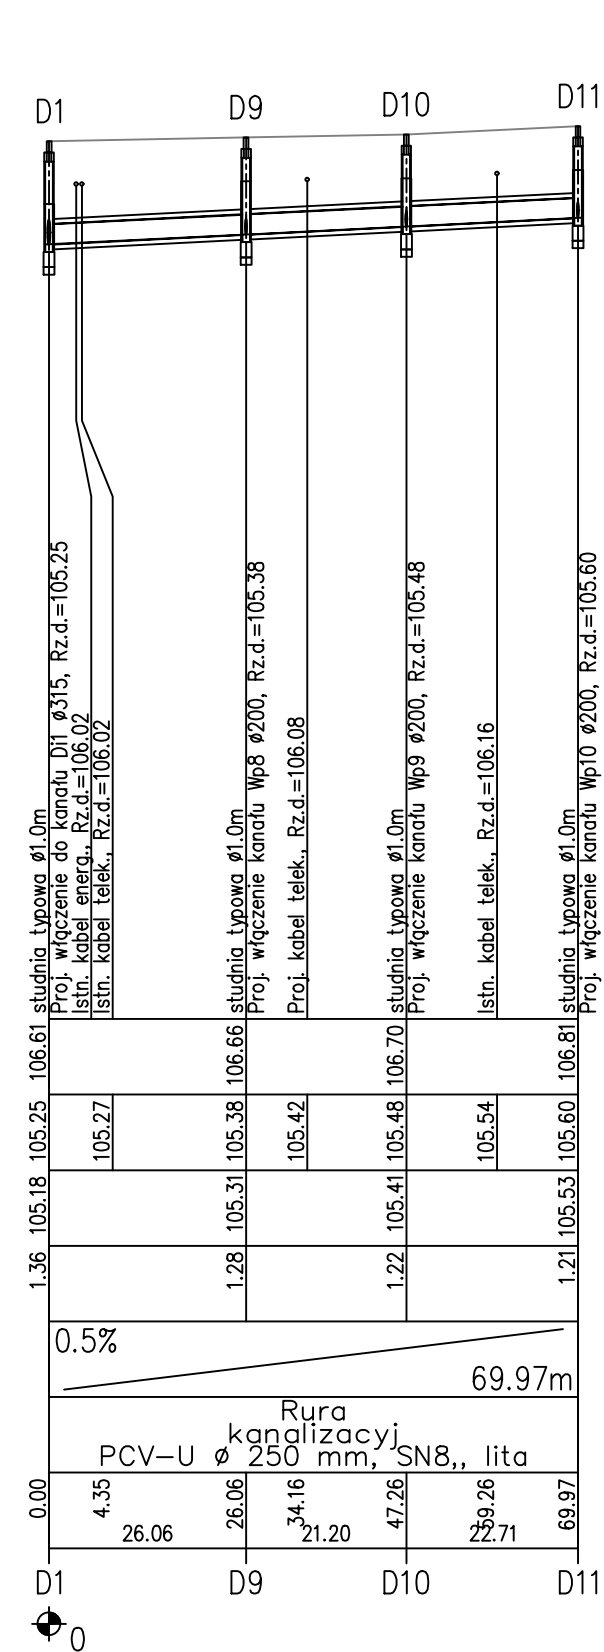 D1
D9
D10
D11
studnia typowa ø1.0m
Proj. włączenie do kanału Di1 ø315, Rz.d.=105.25
Istn. kabel energ., Rz.d.=106.02
Istn. kabel telek., Rz.d.=106.02
studnia typowa ø1.0m
Proj. włączenie kanału Wp8 ø200, Rz.d.=105.38
Proj. kabel telek., Rz.d.=106.08
studnia typowa ø1.0m
Proj. włączenie kanału Wp9 ø200, Rz.d.=105.48
Istn. kabel telek., Rz.d.=106.16
studnia typowa ø1.0m
Proj. włączenie kanału Wp10 ø200, Rz.d.=105.60
106.61
106.66
106.70
106.81
105.25
105.27
105.38
105.42
105.48
105.54
105.60
105.18
105.31
105.41
105.53
1.36
1.28
1.22
1.21
0.5%
69.97m
Rura
kanalizacyj
PCV-U ø 250 mm, SN8,, lita
0.00
4.35
26.06
34.16
47.26
59.26
69.97
26.06
21.20
22.71
D1
D9
D10
D11
0